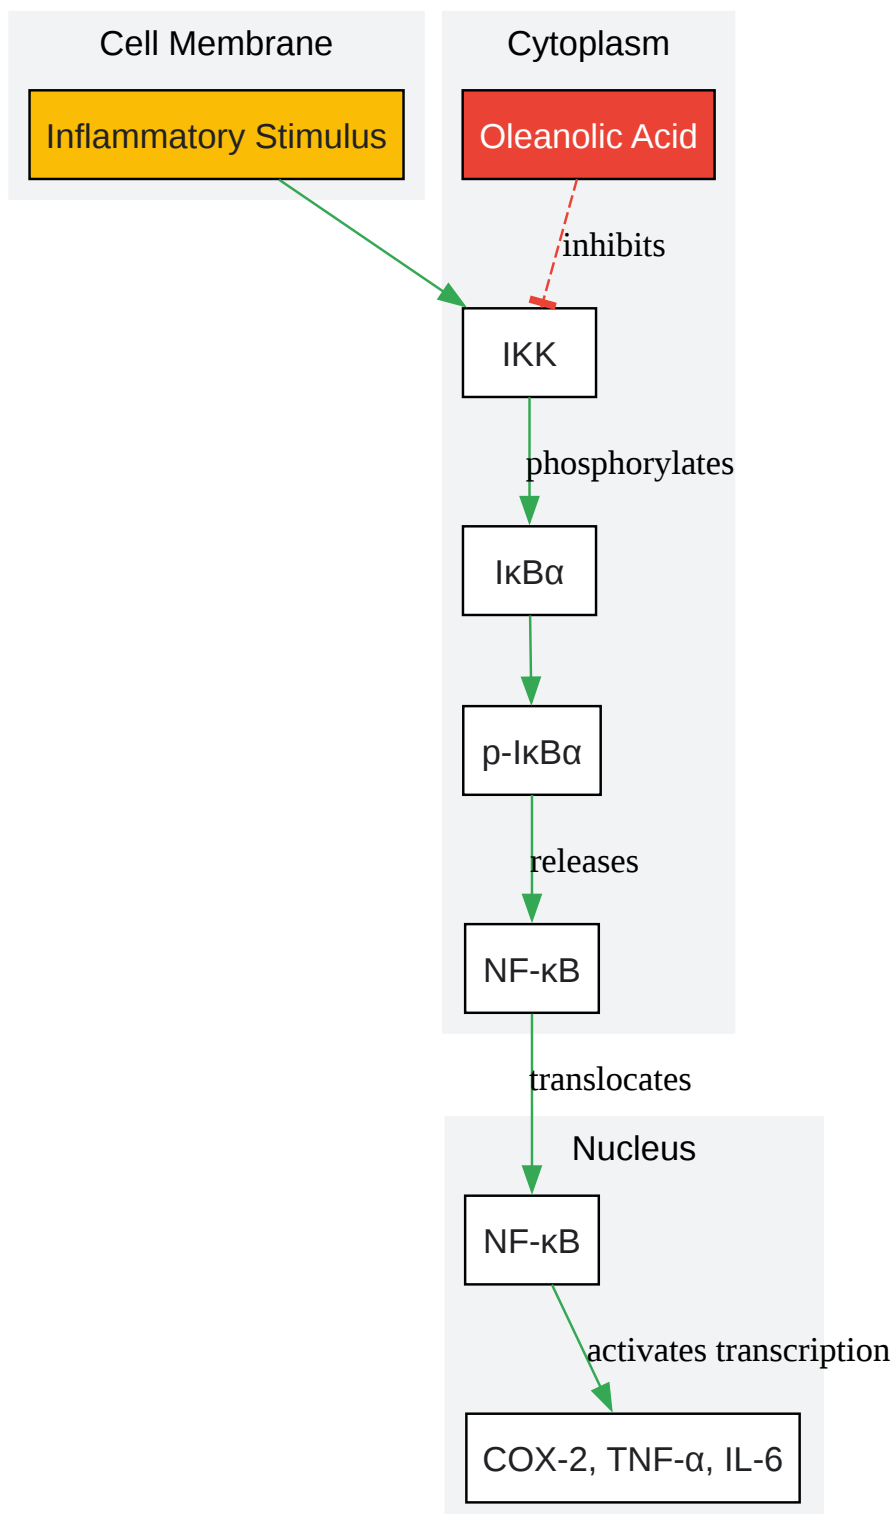 Cell Membrane
Cytoplasm
Inflammatory Stimulus
Oleanolic Acid
inhibits
IKK
phosphorylates
IκBα
p-IκBα
releases
NF-κB
translocates
Nucleus
NF-κB
activates transcription
COX-2, TNF-α, IL-6